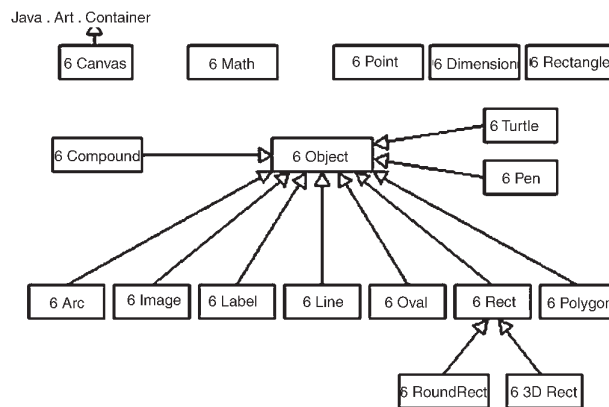 Java . Art . Container
6 Canvas
6 Math
6 Point
6 Dimension
6 Rectangle
6 Compound
6 Object
6 Turtle
6 Pen
6 Arc
6 Image
6 Label
6 Line
6 Oval
6 Rect
6 Polygon
6 RoundRect
6 3D Rect